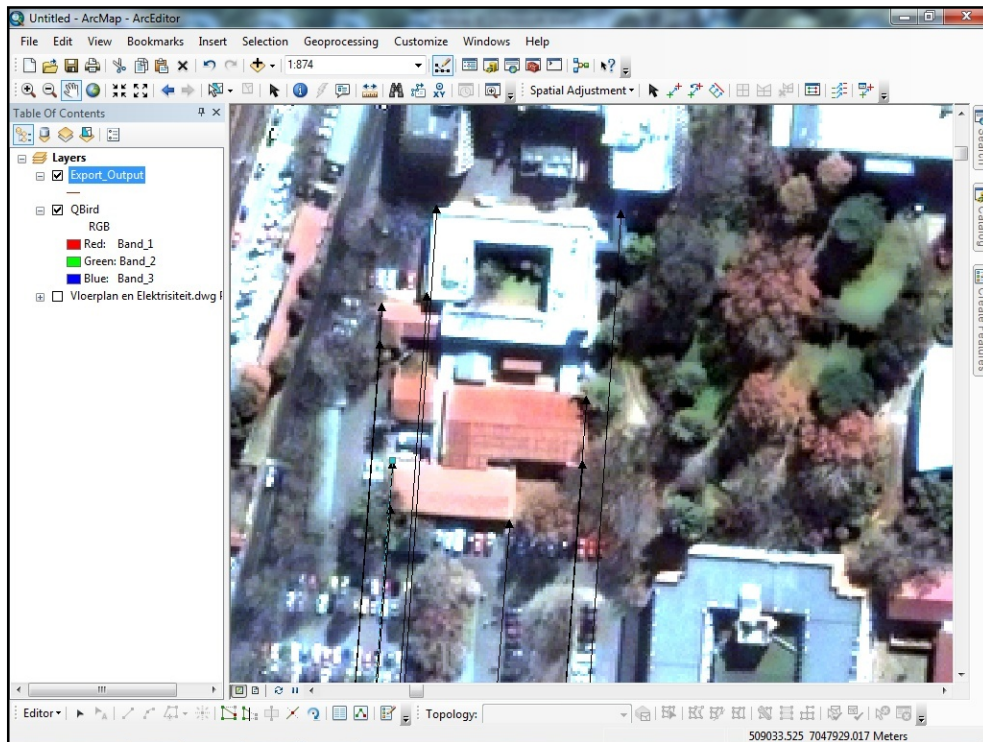 Untitled - ArcMap - ArcEditor
File Edit View Bookmarks Insert Selection Geoprocessing Customize Windows Help
1:874
Spatial Adjustment
Table Of Contents
Layers
Export_Output
QBird
RGB
Red: Band_1
Green: Band_2
Blue: Band_3
Vloerplan en Elektrisiteit.dwg
Search
Catalog
Create Features
Editor
Topology:
509033.525 7047929.017 Meters